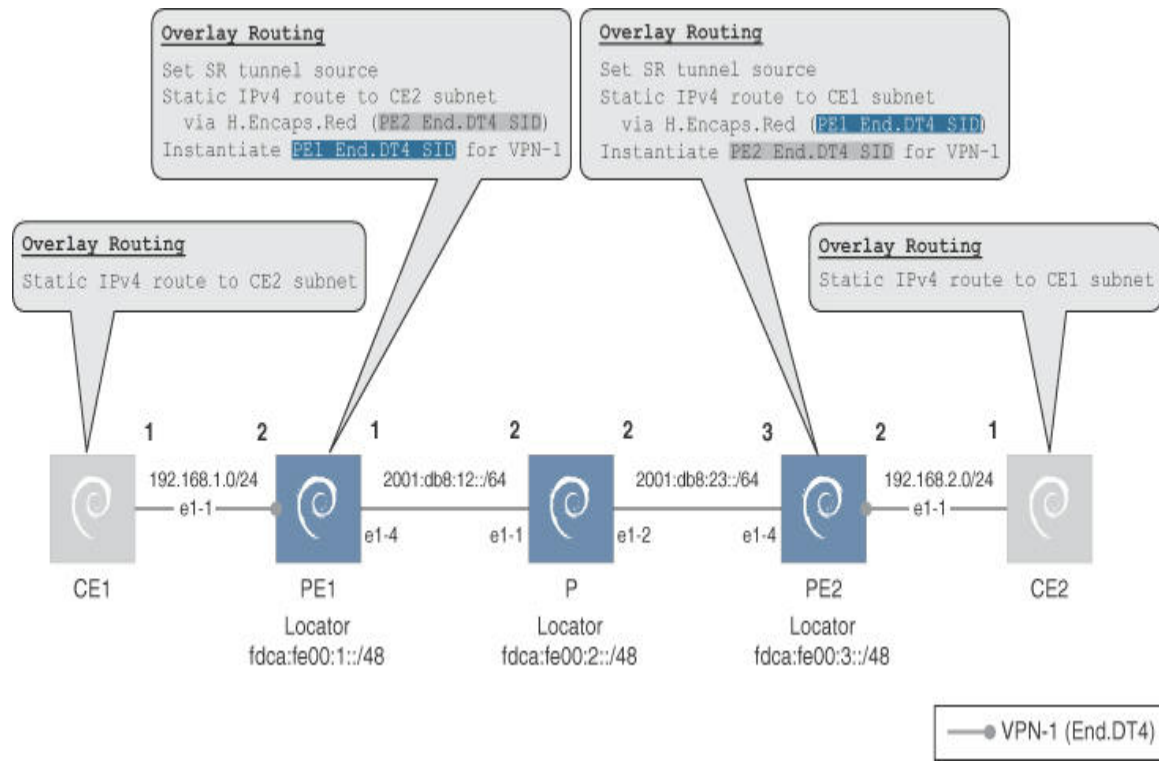 Overlay Routing
Set SR tunnel source
Static IPv4 route to CE2 subnet
via H.Encaps.Red (PE2 End.DT4 SID)
Instantiate PE1 End.DT4 SID for VPN-1
Overlay Routing
Set SR tunnel source
Static IPv4 route to CE1 subnet
via H.Encaps.Red (PE1 End.DT4 SID)
Instantiate PE2 End.DT4 SID for VPN-1
Overlay Routing
Static IPv4 route to CE2 subnet
Overlay Routing
Static IPv4 route to CE1 subnet
1 2 1 2 2 3 2 1
192.168.1.0/24 2001:db8:12::/64 2001:db8:23::/64 192.168.2.0/24
e1-1 e1-4 e1-1 e1-2 e1-4 e1-1
CE1 PE1 P PE2 CE2
Locator Locator Locator
fdca:fe00:1::/48 fdca:fe00:2::/48 fdca:fe00:3::/48
VPN-1 (End.DT4)